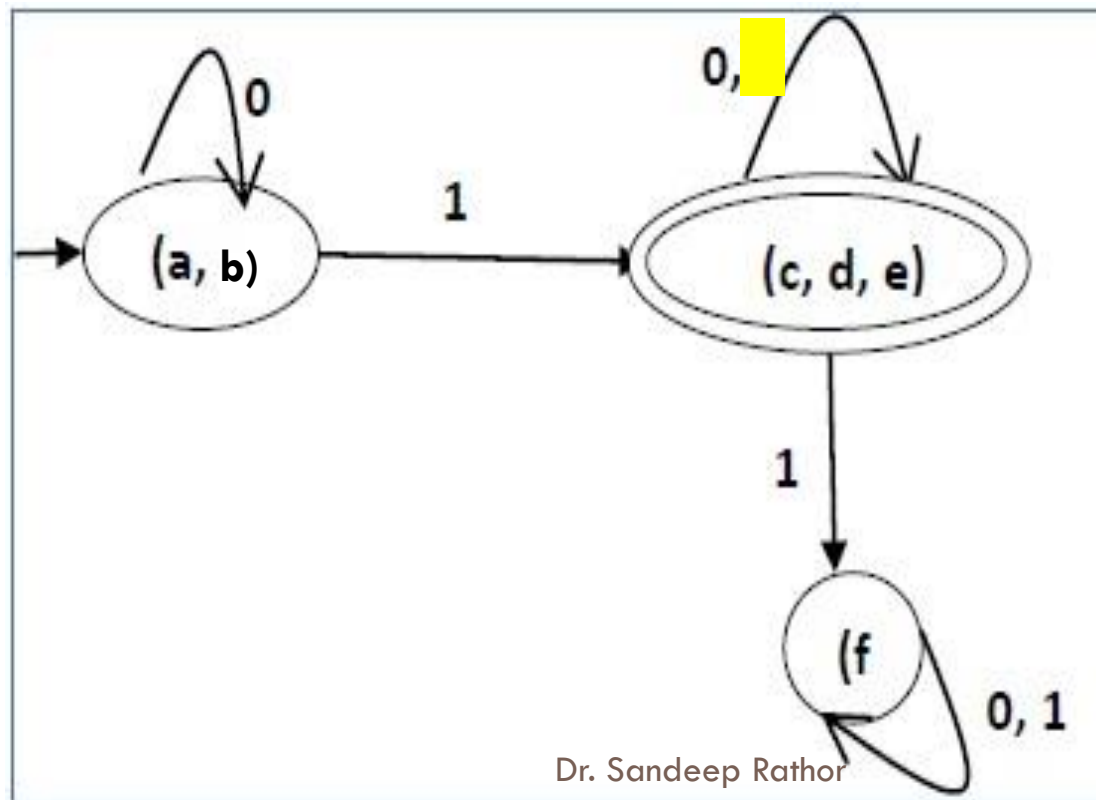 0
0,
1
(a, b)
(c, d, e)
1
(f
0, 1
Dr. Sandeep Rathor